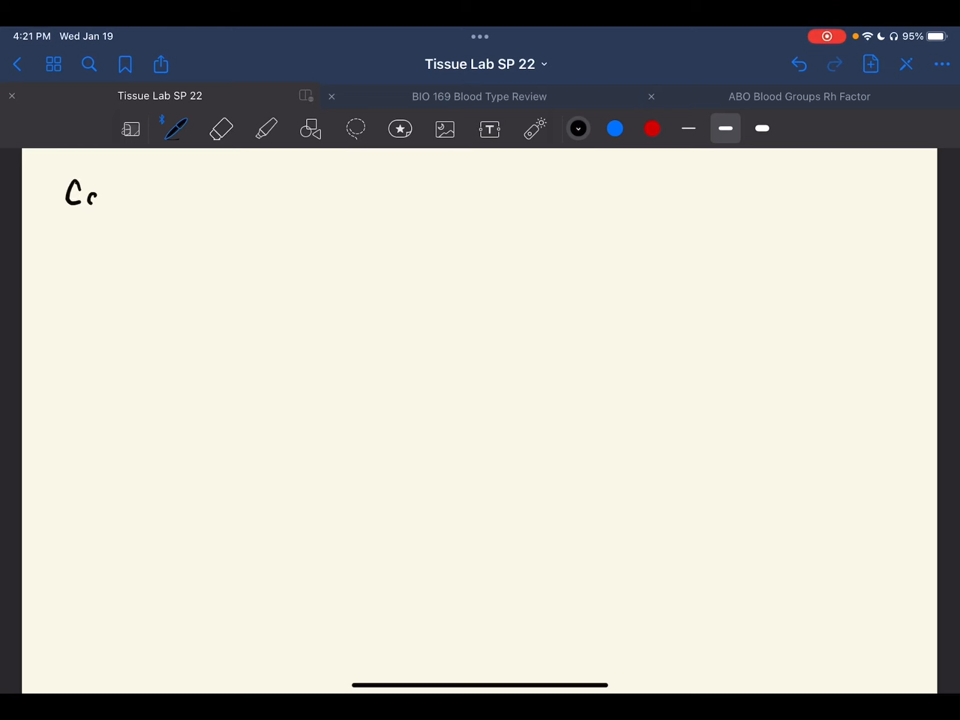 4:21 PM Wed Jan 19
95%
Tissue Lab SP 22
Tissue Lab SP 22
BIO 169 Blood Type Review
ABO Blood Groups Rh Factor
T